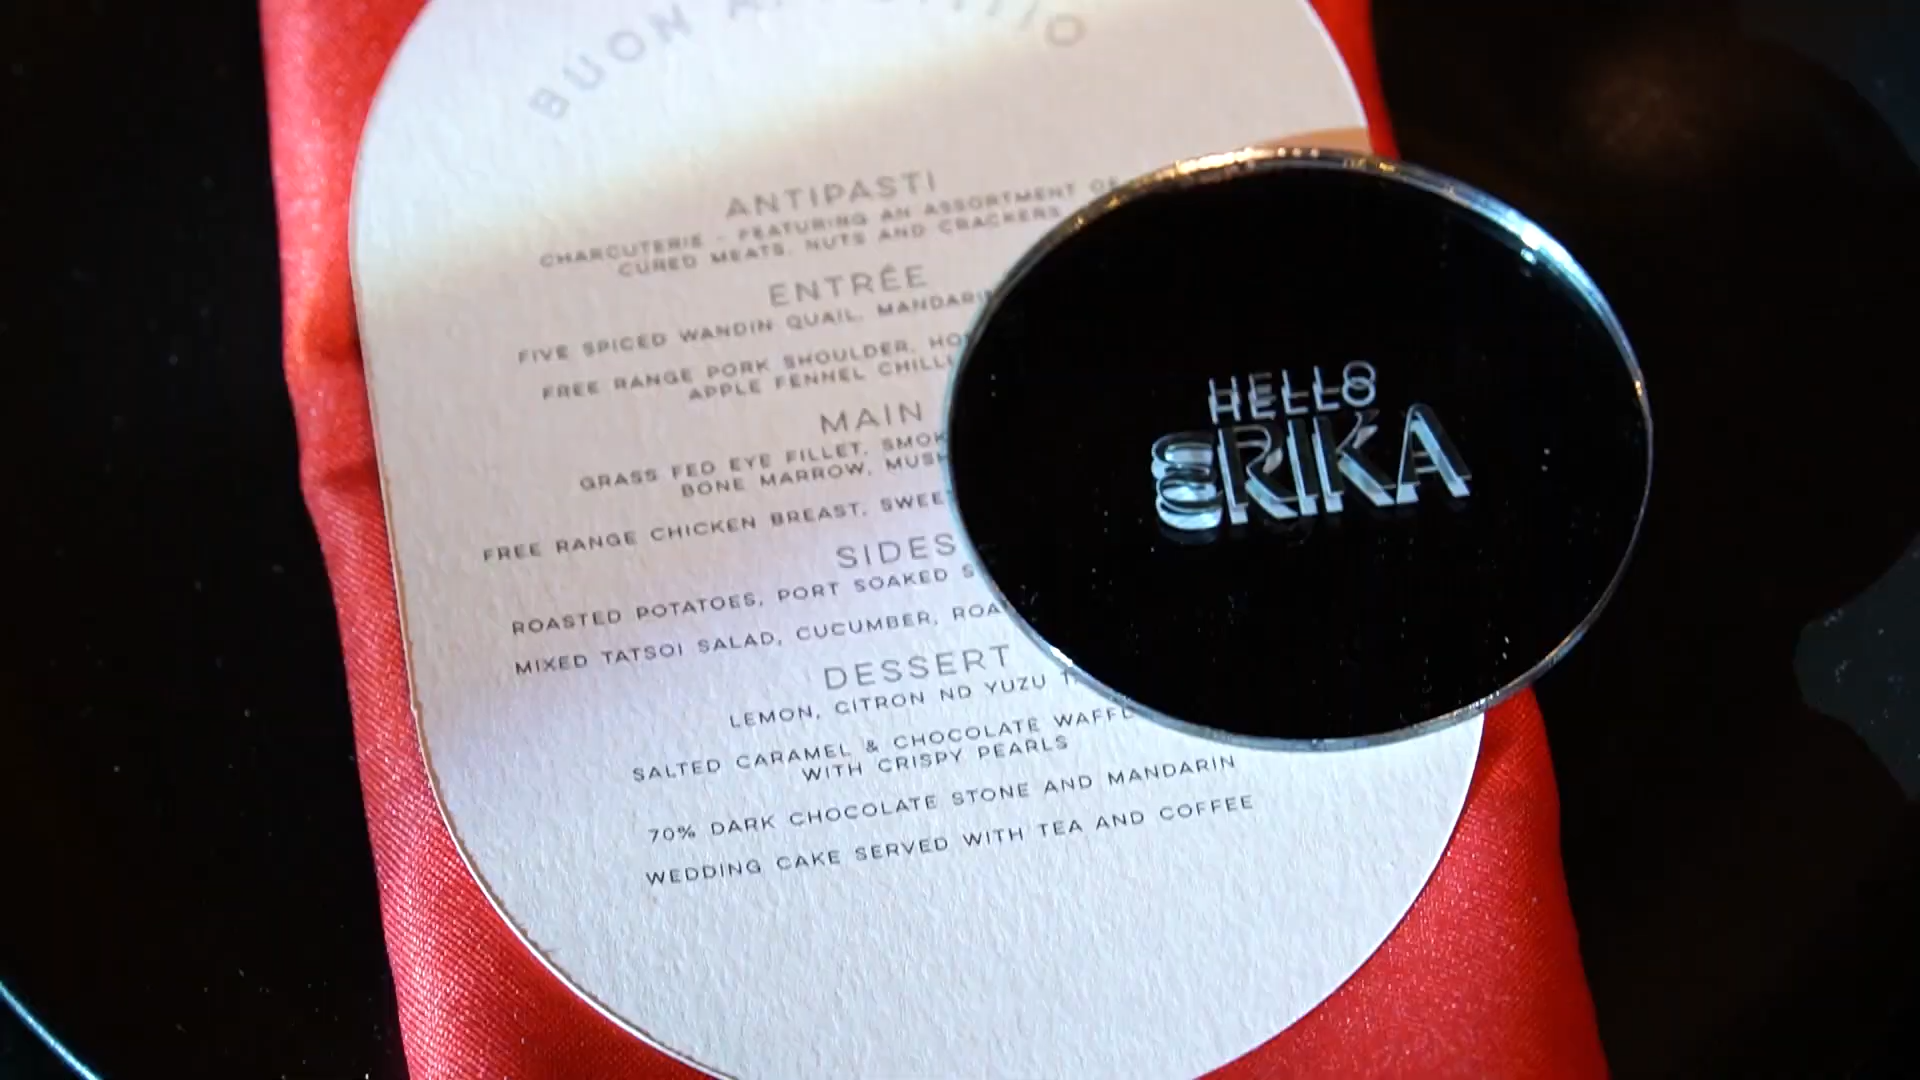 BUON
ANTIPASTI
CHARCUTERIE - FEATURING AN ASSORTMENT OF
CURED MEATS, NUTS AND CRACKERS
ENTRÉE
FIVE SPICED WANDIN QUAIL, MANDARIN
FREE RANGE PORK SHOULDER,
APPLE FENNEL CHILLI
MAIN
GRASS FED EYE FILLET,
BONE MARROW,
FREE RANGE CHICKEN BREAST, SWEET
SIDES
ROASTED POTATOES, PORT SOAKED
MIXED TATSOI SALAD, CUCUMBER,
DESSERT
LEMON, CITRON ND YUZU
SALTED CARAMEL & CHOCOLATE
WITH CRISPY PEARLS
70% DARK CHOCOLATE STONE AND MANDARIN
WEDDING CAKE SERVED WITH TEA AND COFFEE
HELLO
ERIKA